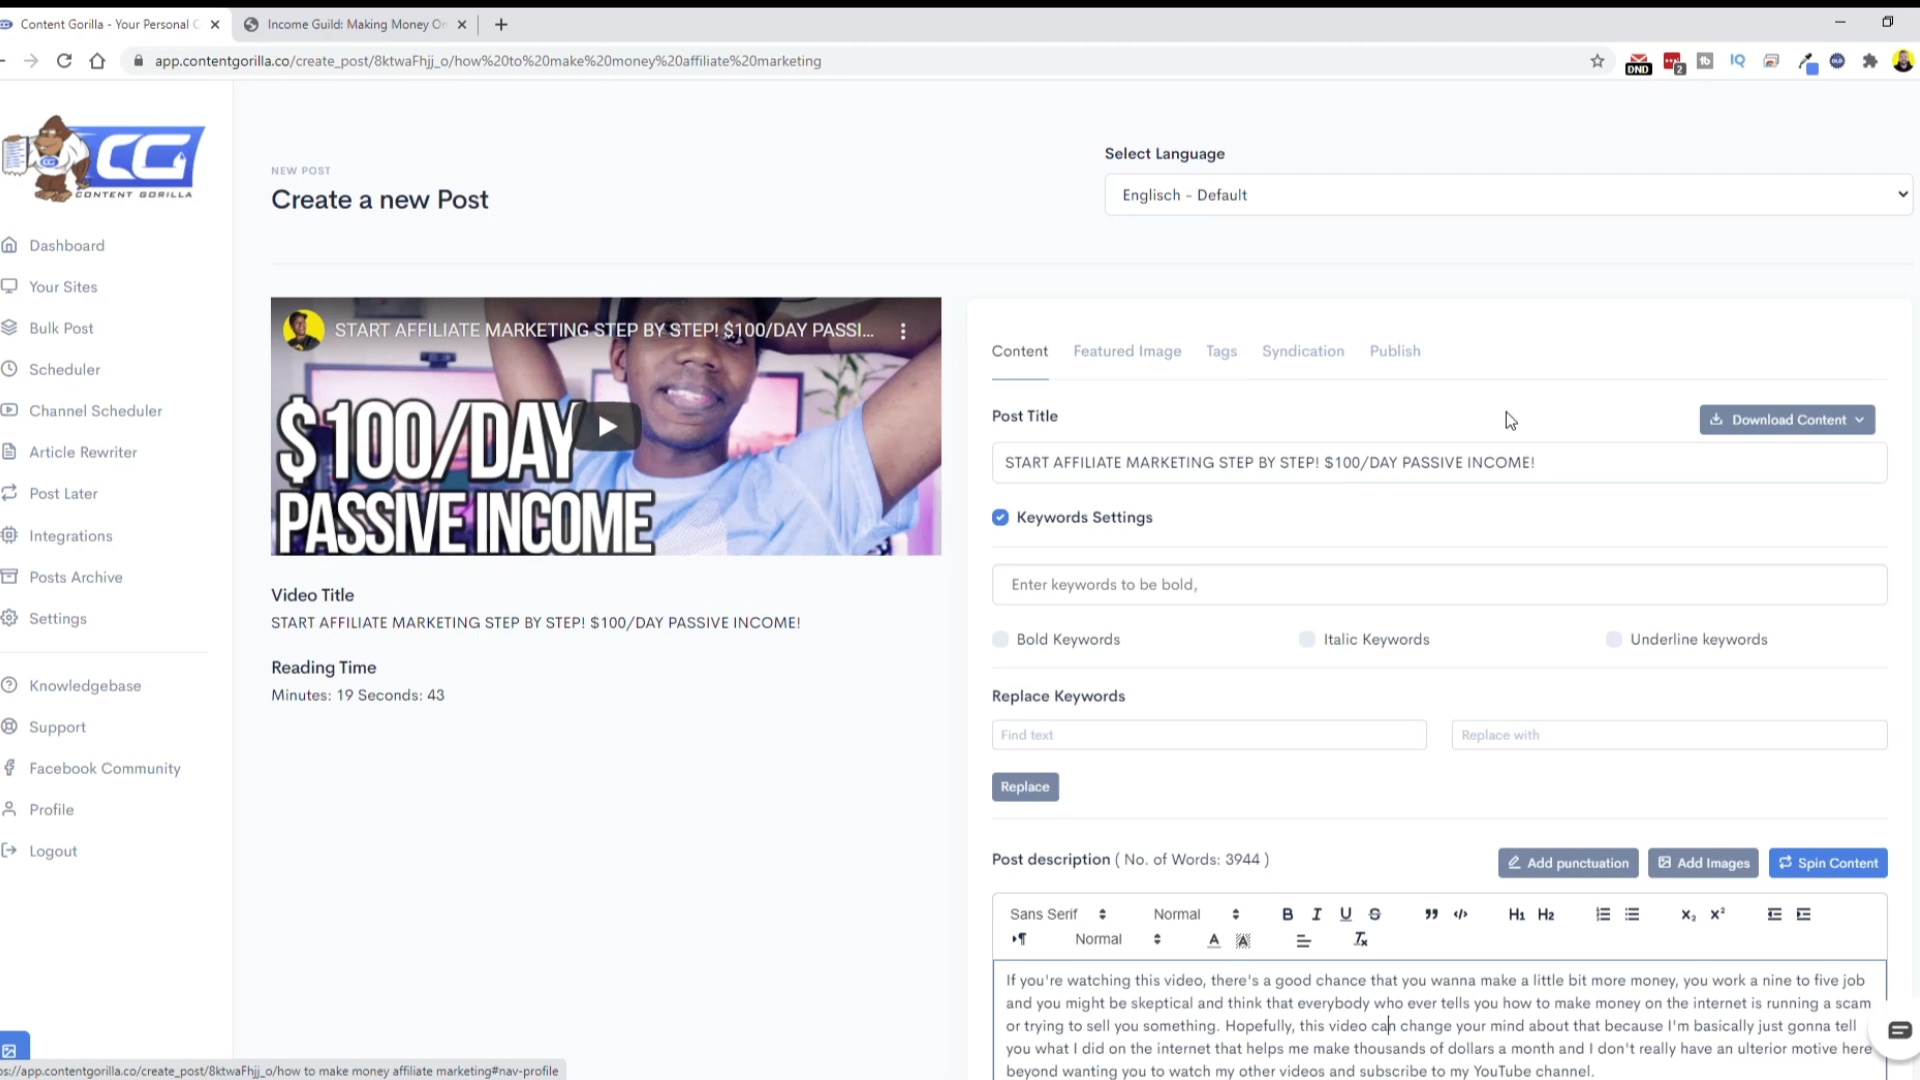 Content Gorilla - Your Personal C
Income Guild: Making Money On
app.contentgorilla.co/create_post/8ktwaFhjj_o/how%20to%20make%20money%20affiliate%20marketing
DND
2
IQ
CG
CONTENT GORILLA
Dashboard
Your Sites
Bulk Post
Scheduler
Channel Scheduler
Article Rewriter
Post Later
Integrations
Posts Archive
Settings
Knowledgebase
Support
Facebook Community
Profile
Logout
NEW POST
Create a new Post
Select Language
Englisch - Default
START AFFILIATE MARKETING STEP BY STEP! $100/DAY PASSI...
$100/DAY
PASSIVE INCOME
Video Title
START AFFILIATE MARKETING STEP BY STEP! $100/DAY PASSIVE INCOME!
Reading Time
Minutes: 19 Seconds: 43
Content Featured Image Tags Syndication Publish
Post Title
Download Content
START AFFILIATE MARKETING STEP BY STEP! $100/DAY PASSIVE INCOME!
Keywords Settings
Enter keywords to be bold,
Bold Keywords Italic Keywords Underline keywords
Replace Keywords
Find text Replace with
Replace
Post description ( No. of Words: 3944 )
Add punctuation Add Images Spin Content
Sans Serif Normal B I U S H1 H2 X2 X2
Normal A A Tx
If you're watching this video, there's a good chance that you wanna make a little bit more money, you work a nine to five job
and you might be skeptical and think that everybody who ever tells you how to make money on the internet is running a scam
or trying to sell you something. Hopefully, this video can change your mind about that because I'm basically just gonna tell
you what I did on the internet that helps me make thousands of dollars a month and I don't really have an ulterior motive here
beyond wanting you to watch my other videos and subscribe to my YouTube channel.
ps://app.contentgorilla.co/create_post/8ktwaFhjj_o/how to make money affiliate marketing#nav-profile